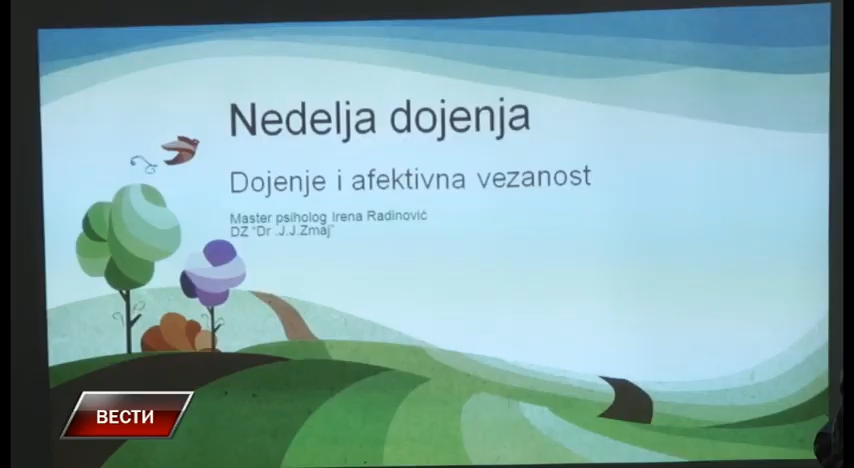 Nedelja dojenja
Dojenje i afektivna vezanost
Master psiholog Irena Radinović
DZ "Dr .J.J.Zmaj"
ВЕСТИ